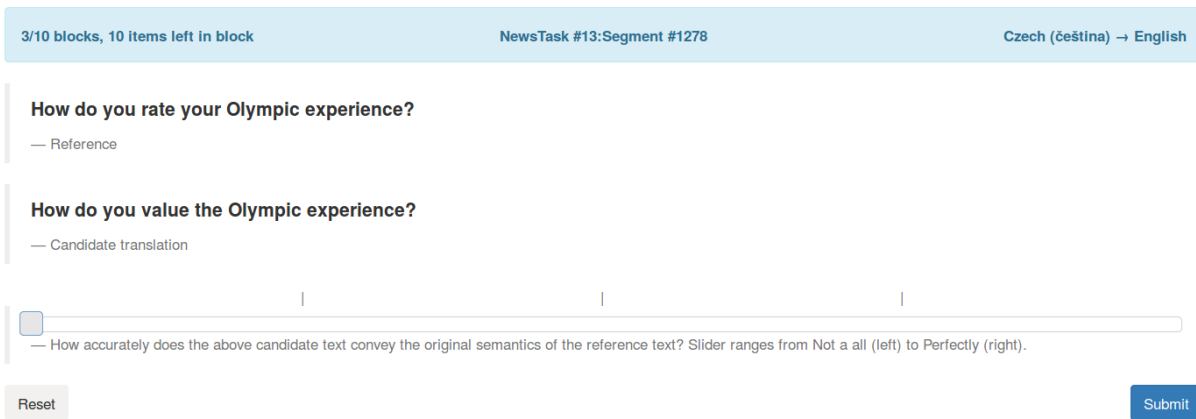 3/10 blocks, 10 items left in block NewsTask #13:Segment #1278 Czech (čeština) → English
How do you rate your Olympic experience?
— Reference
How do you value the Olympic experience?
— Candidate translation
— How accurately does the above candidate text convey the original semantics of the reference text? Slider ranges from Not a all (left) to Perfectly (right).
Reset Submit